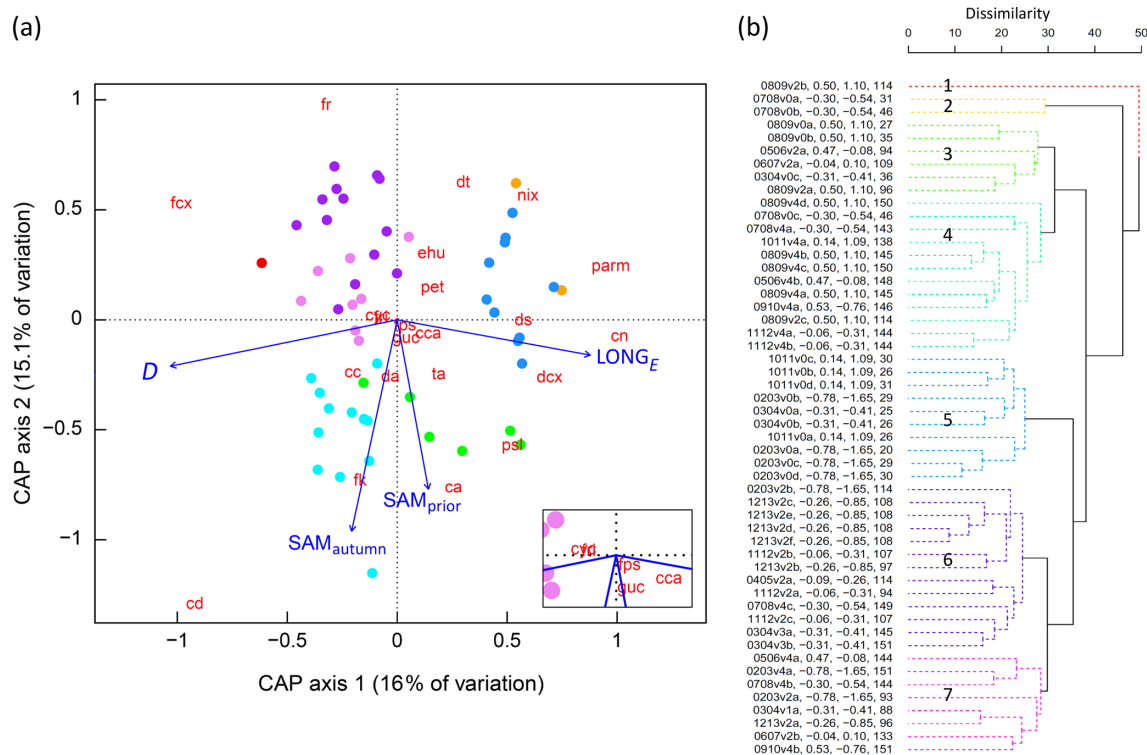 (a)
(b)
Dissimilarity
0 10 20 30 40 50
CAP axis 2 (15.1% of variation)
1
0.5
0
−0.5
−1
−1 −0.5 0 0.5 1
CAP axis 1 (16% of variation)
fr
fcx
dt
nix
ehu
parm
pet
ps
guc
cca
ds
cn
cc
da
ta
dcx
psl
fk
ca
cd
D
LONG_E
SAM_prior
SAM_autumn
fps
guc
cca
0809v2b, 0.50, 1.10, 114
0708v0a, −0.30, −0.54, 31
0708v0b, −0.30, −0.54, 46
0809v0a, 0.50, 1.10, 27
0809v0b, 0.50, 1.10, 35
0506v2a, 0.47, −0.08, 94
0607v2a, −0.04, 0.10, 109
0304v0c, −0.31, −0.41, 36
0809v2a, 0.50, 1.10, 96
0809v4d, 0.50, 1.10, 150
0708v0c, −0.30, −0.54, 46
0708v4a, −0.30, −0.54, 143
1011v4a, 0.14, 1.09, 138
0809v4b, 0.50, 1.10, 145
0809v4c, 0.50, 1.10, 150
0506v4b, 0.47, −0.08, 148
0809v4a, 0.50, 1.10, 145
0910v4a, 0.53, −0.76, 146
0809v2c, 0.50, 1.10, 114
1112v4a, −0.06, −0.31, 144
1112v4b, −0.06, −0.31, 144
1011v0c, 0.14, 1.09, 30
1011v0b, 0.14, 1.09, 26
1011v0d, 0.14, 1.09, 31
0203v0b, −0.78, −1.65, 29
0304v0a, −0.31, −0.41, 25
0304v0b, −0.31, −0.41, 26
1011v0a, 0.14, 1.09, 26
0203v0a, −0.78, −1.65, 20
0203v0c, −0.78, −1.65, 29
0203v0d, −0.78, −1.65, 30
0203v2b, −0.78, −1.65, 114
1213v2c, −0.26, −0.85, 108
1213v2e, −0.26, −0.85, 108
1213v2d, −0.26, −0.85, 108
1213v2f, −0.26, −0.85, 108
1112v2b, −0.06, −0.31, 107
1213v2b, −0.26, −0.85, 97
0405v2a, −0.09, −0.26, 114
1112v2a, −0.06, −0.31, 94
0708v4c, −0.30, −0.54, 149
1112v2c, −0.06, −0.31, 107
0304v3a, −0.31, −0.41, 145
0304v3b, −0.31, −0.41, 151
0506v4a, 0.47, −0.08, 144
0203v4a, −0.78, −1.65, 151
0708v4b, −0.30, −0.54, 144
0203v2a, −0.78, −1.65, 93
0304v1a, −0.31, −0.41, 88
1213v2a, −0.26, −0.85, 96
0607v2b, −0.04, 0.10, 133
0910v4b, 0.53, −0.76, 151
1
2
3
4
5
6
7